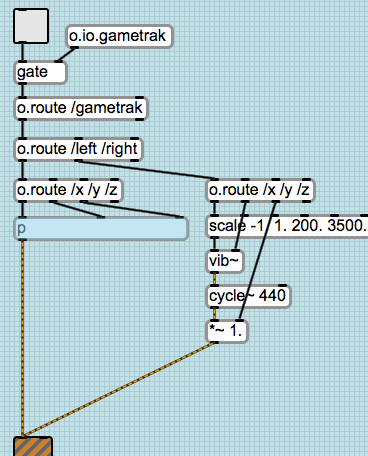 o.io.gametrak
gate
o.route /gametrak
o.route /left /right
o.route /x /y /z
o.route /x /y /z
p
scale -1 1. 200. 3500.
vib~
cycle~ 440
*~ 1.